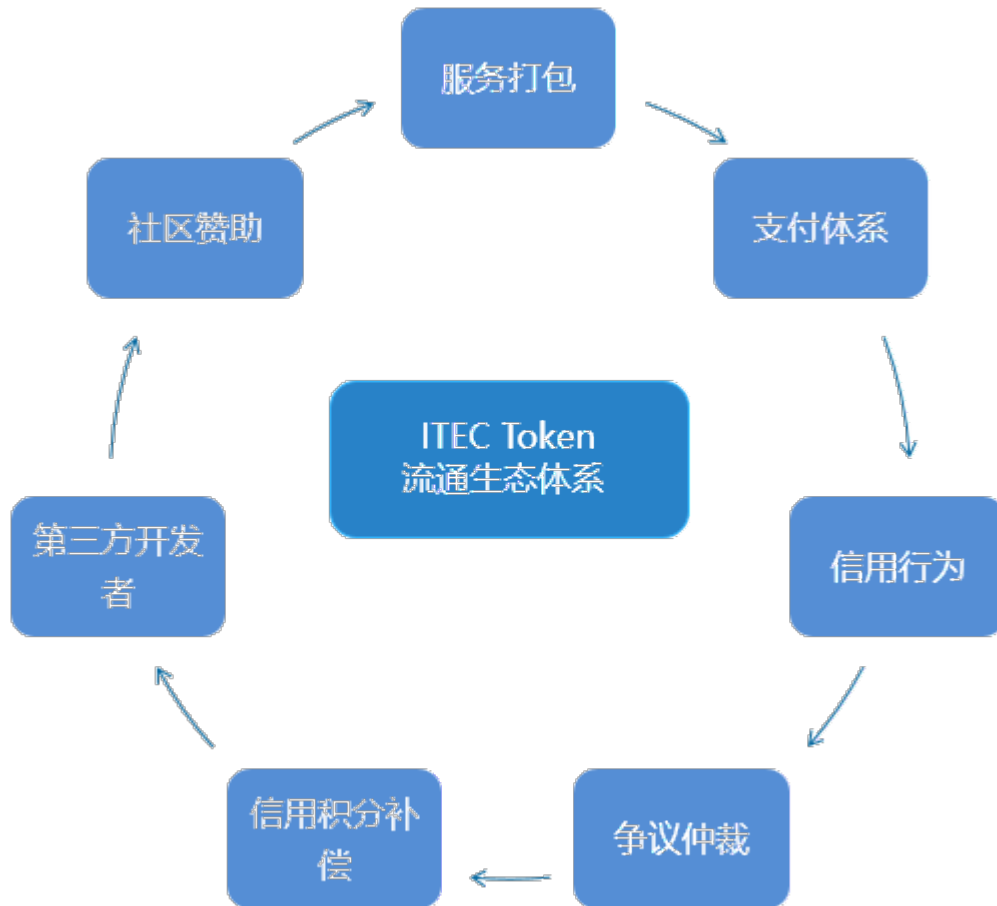 服务打包
社区赞助
支付体系
ITEC Token
流通生态体系
第三方开发
者
信用行为
信用积分补
偿
争议仲裁